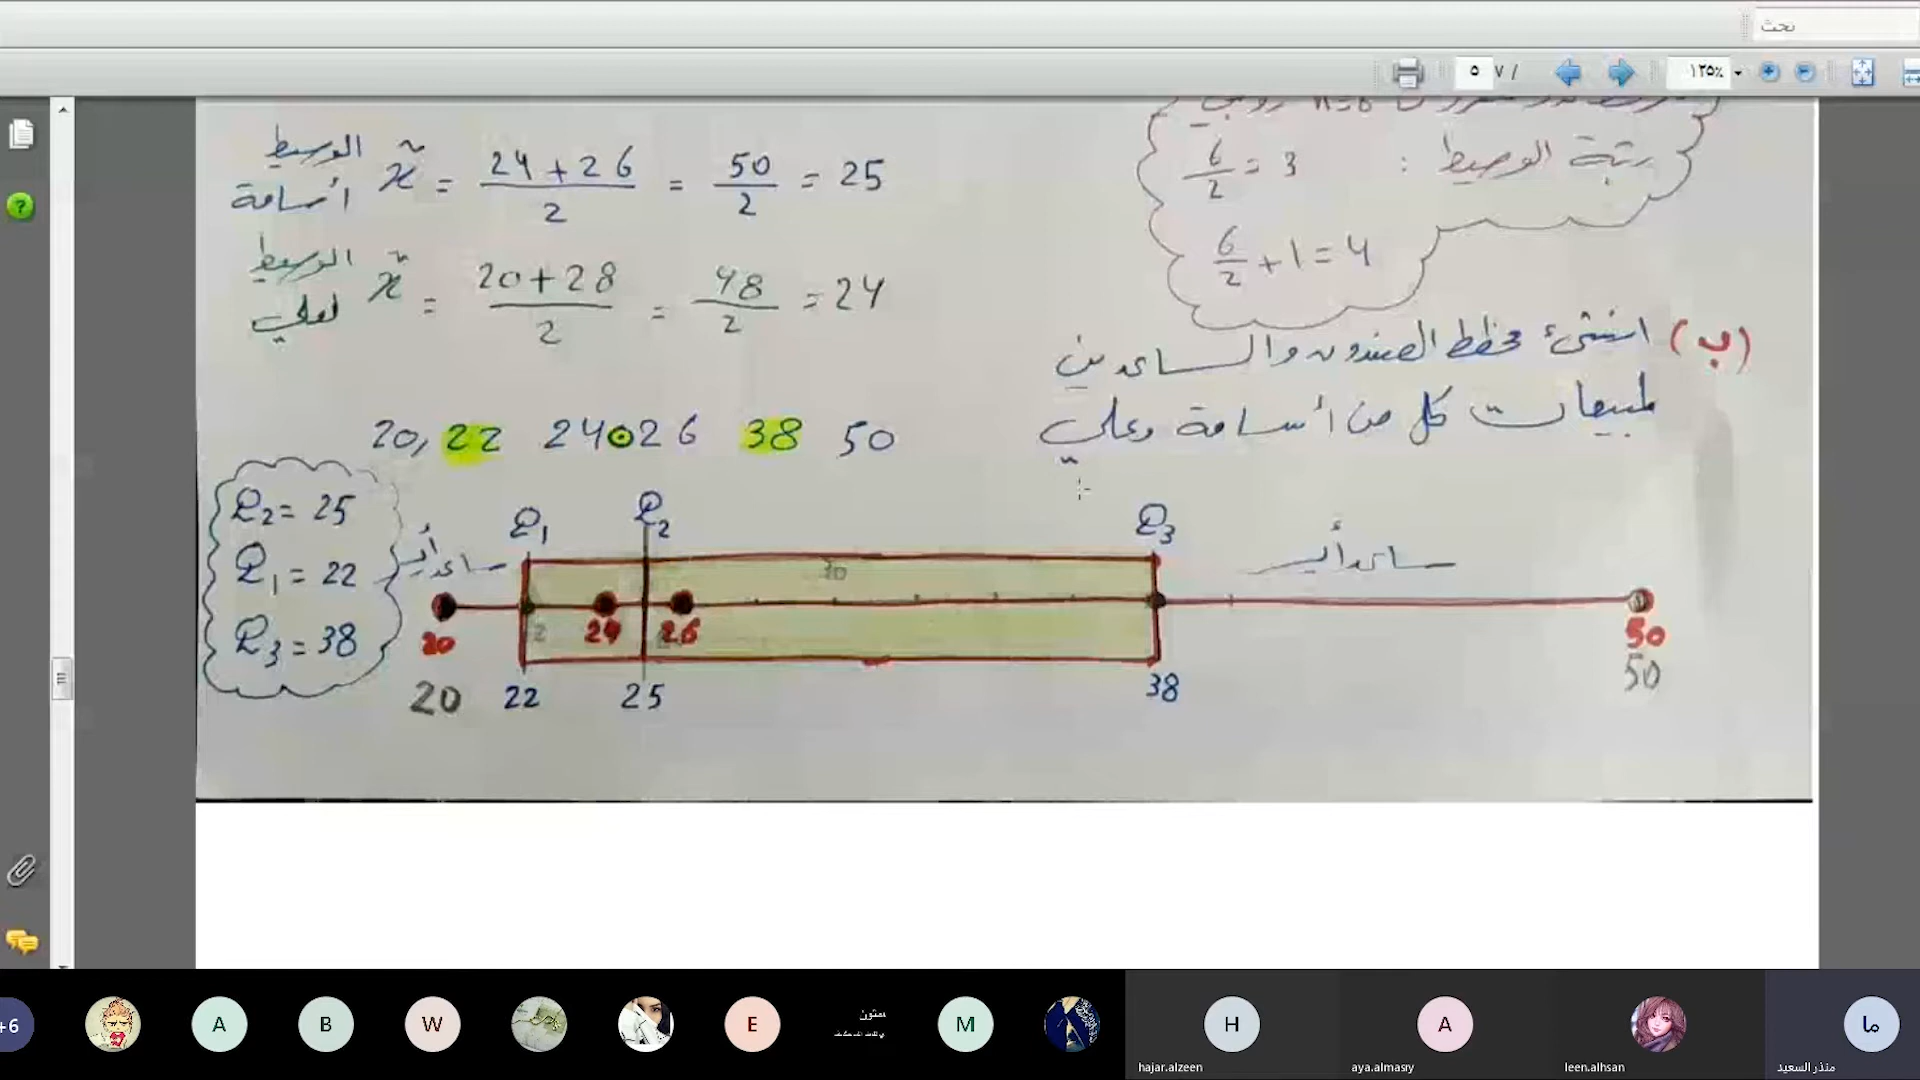 بحث
٥ / ٧
١٢٥٪
الوسيط x̃ = 24+26/2 = 50/2 = 25
أسامة
رتبة الوسيط : 6/2 = 3
6/2 + 1 = 4
الوسيط x̃ = 20+28/2 = 48/2 = 24
لعلي
(ب) انشئ مخطط الصندوق والساعدين
لمبيعات كل من أسامة وعلي
20, 22 24 26 38 50
Q2 = 25
Q1 = 22
Q3 = 38
Q1 Q2 Q3
ساعد أيسر
20 24 26 50
20 22 25 38 50
+6
A
B
W
E
M
H
A
ما
hajar.alzeen
aya.almasry
leen.alhsan
منذر السعيد